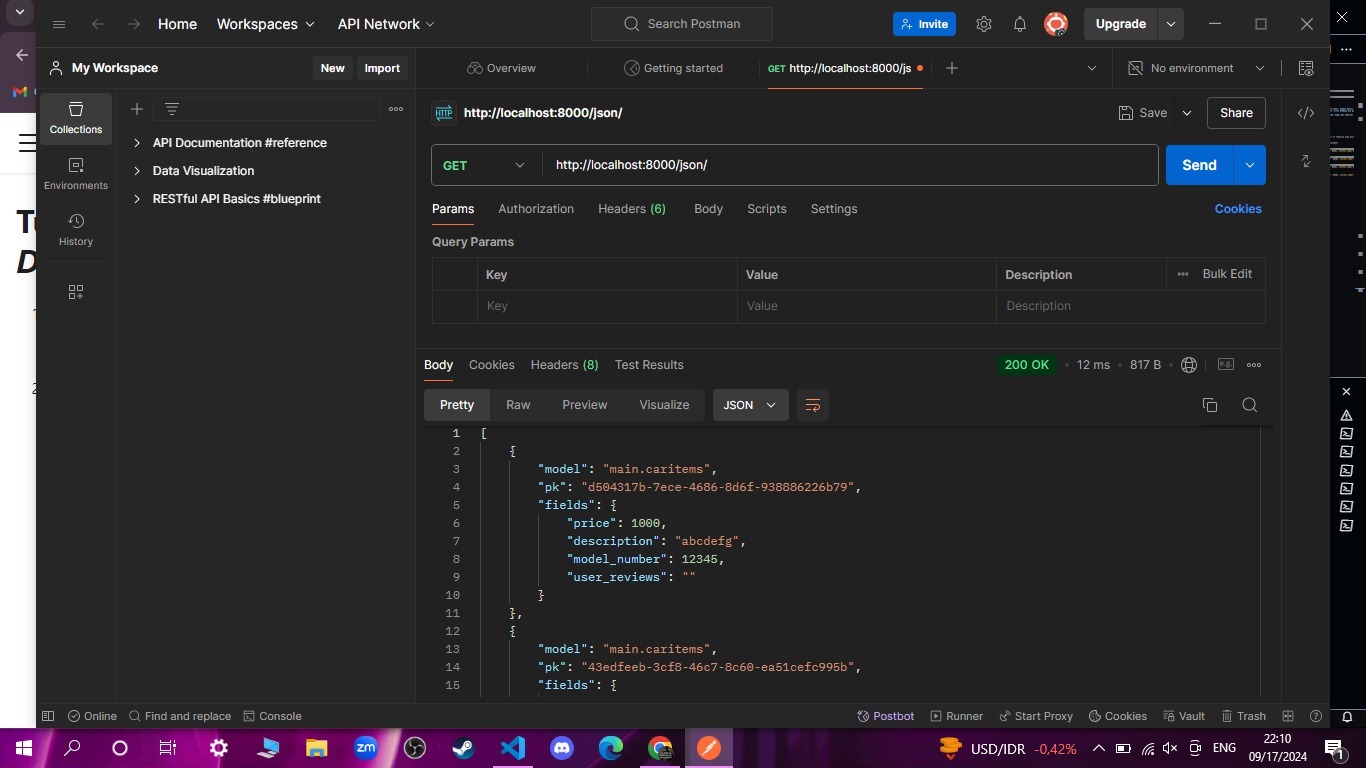 Home
Workspaces
API Network
Search Postman
Invite
Upgrade
My Workspace
New
Import
Overview
Getting started
GET http://localhost:8000/js
No environment
Collections
Environments
History
API Documentation #reference
Data Visualization
RESTful API Basics #blueprint
HTTP
http://localhost:8000/json/
Save
Share
GET
http://localhost:8000/json/
Send
Params
Authorization
Headers (6)
Body
Scripts
Settings
Cookies
Query Params
Key
Value
Description
Bulk Edit
Key
Value
Description
Body
Cookies
Headers (8)
Test Results
200 OK
12 ms
817 B
e.g.
Pretty
Raw
Preview
Visualize
JSON
1 [
2 {
3 "model": "main.caritems",
4 "pk": "d504317b-7ece-4686-8d6f-938886226b79",
5 "fields": {
6 "price": 1000,
7 "description": "abcdefg",
8 "model_number": 12345,
9 "user_reviews": ""
10 }
11 },
12 {
13 "model": "main.caritems",
14 "pk": "43edfeeb-3cf8-46c7-8c60-ea51cefc995b",
15 "fields": {
Online
Find and replace
Console
Postbot
Runner
Start Proxy
Cookies
Vault
Trash
zm
USD/IDR -0,42%
ENG
22:10
09/17/2024
1